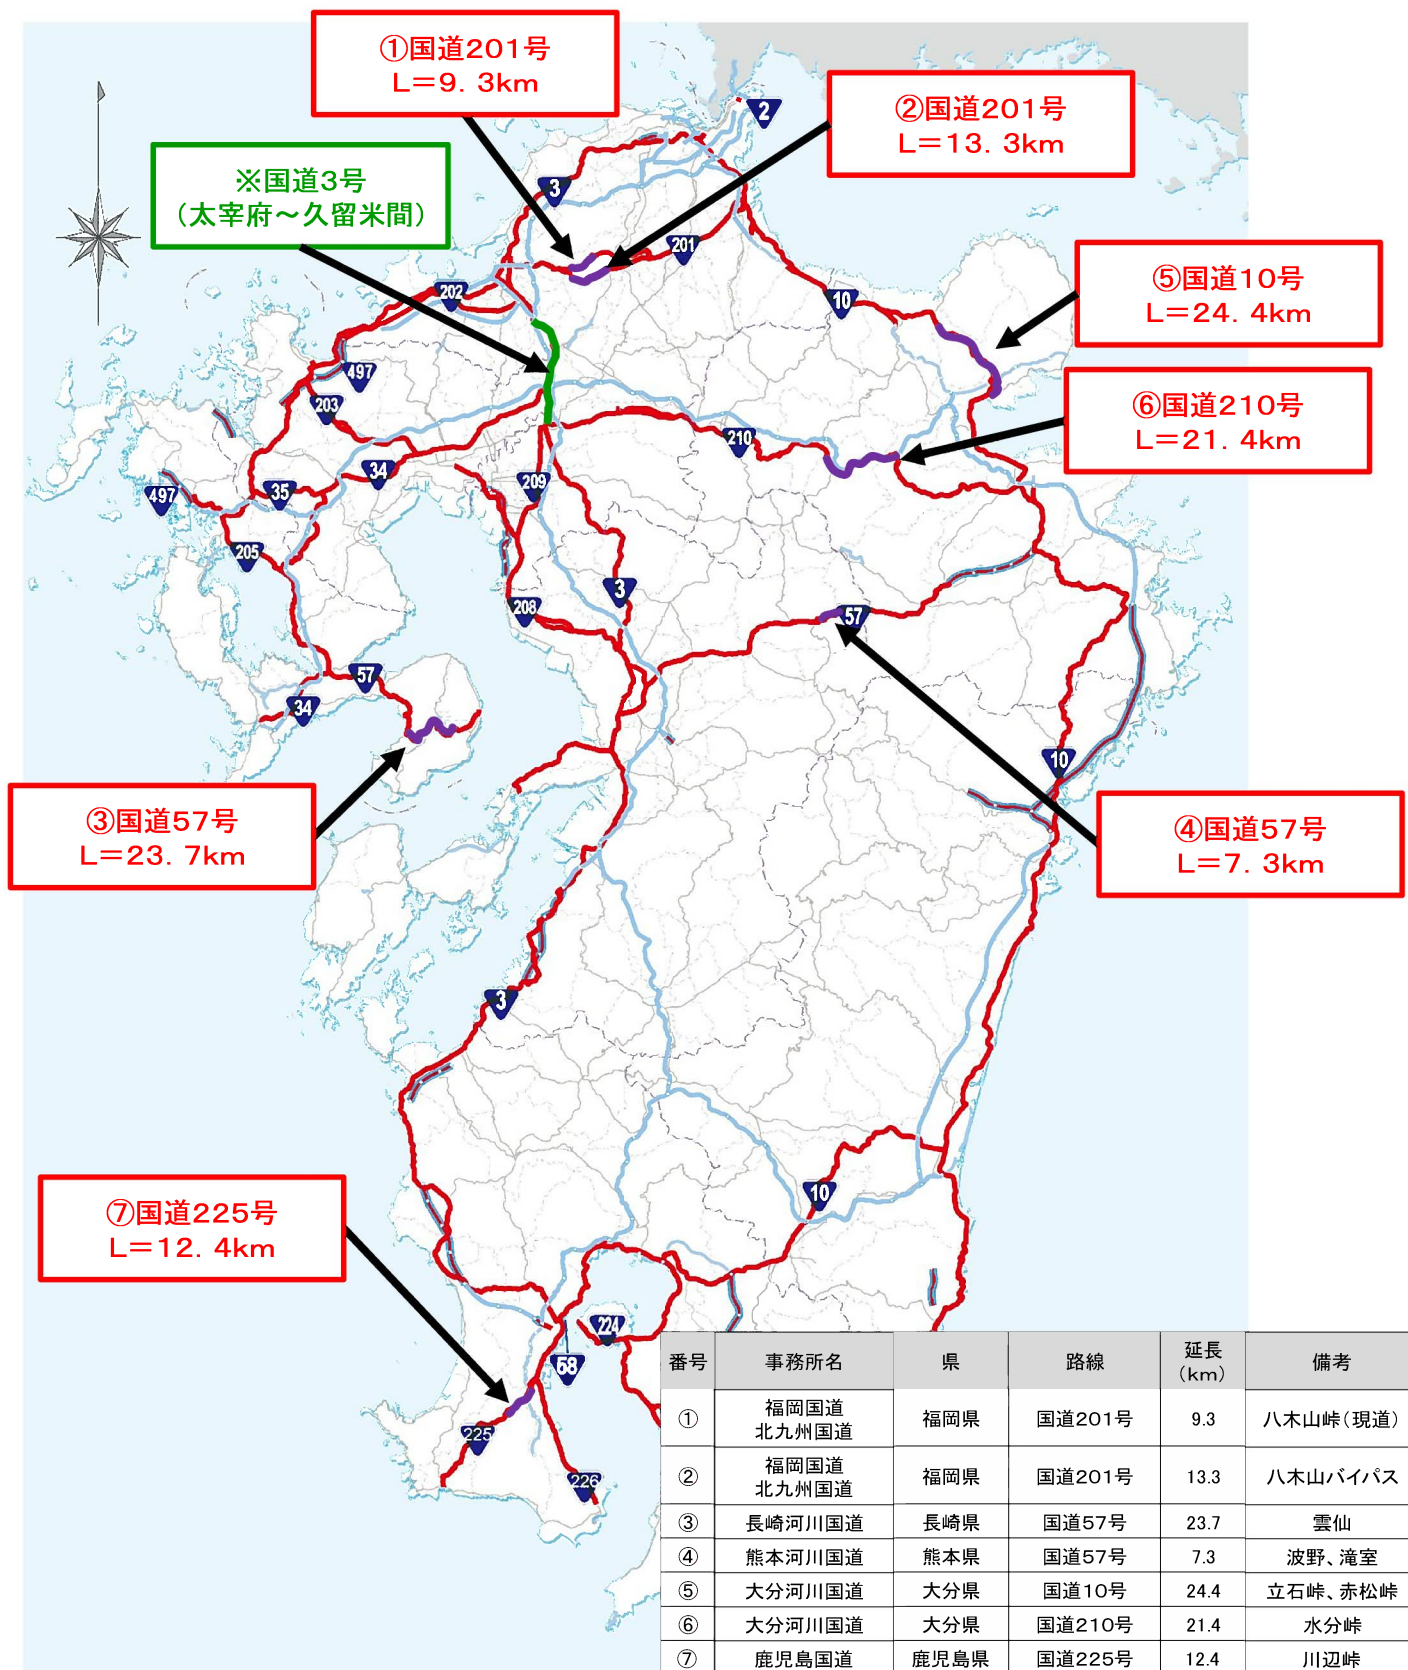 ①国道201号
L＝9.3km
②国道201号
L＝13.3km
※国道3号
（太宰府～久留米間）
⑤国道10号
L＝24.4km
⑥国道210号
L＝21.4km
③国道57号
L＝23.7km
④国道57号
L＝7.3km
⑦国道225号
L＝12.4km
2
3
201
202
10
497
203
210
34
35
209
497
205
3
208
57
57
34
10
3
10
224
58
225
226
番号 事務所名 県 路線 延長（km） 備考
① 福岡国道 北九州国道 福岡県 国道201号 9.3 八木山峠（現道）
② 福岡国道 北九州国道 福岡県 国道201号 13.3 八木山バイパス
③ 長崎河川国道 長崎県 国道57号 23.7 雲仙
④ 熊本河川国道 熊本県 国道57号 7.3 波野、滝室
⑤ 大分河川国道 大分県 国道10号 24.4 立石峠、赤松峠
⑥ 大分河川国道 大分県 国道210号 21.4 水分峠
⑦ 鹿児島国道 鹿児島県 国道225号 12.4 川辺峠